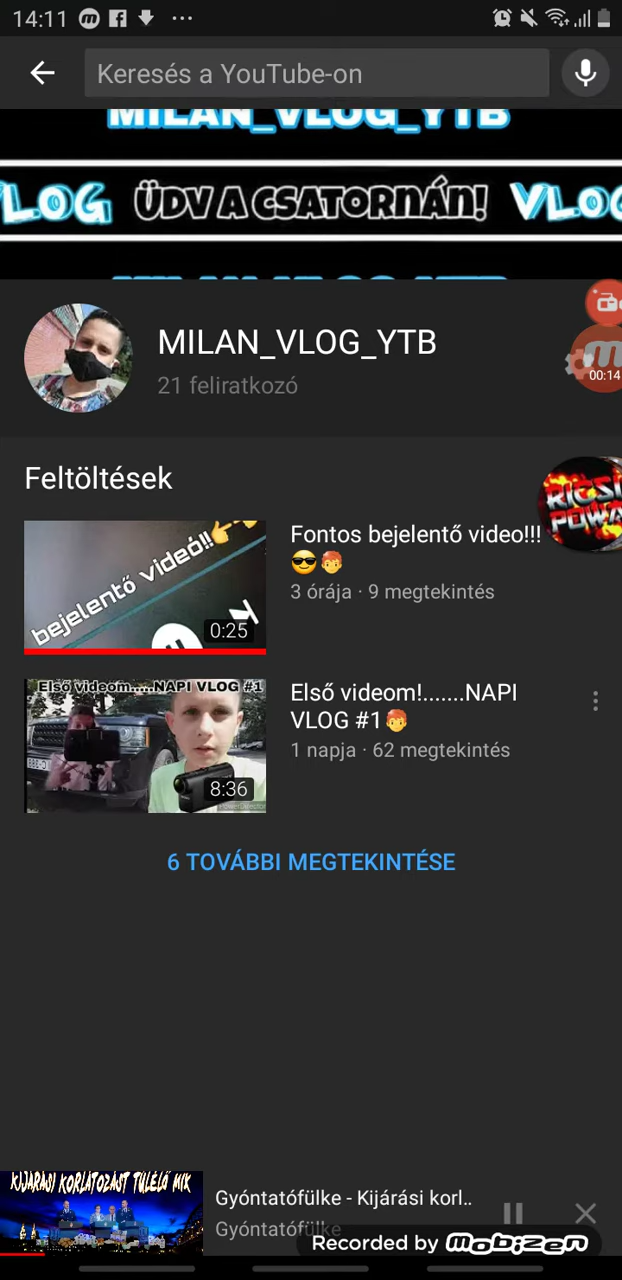 14:11
Keresés a YouTube-on
MILAN_VLOG_YTB
VLOG ÜDV A CSATORNÁN! VLOG
MILAN_VLOG_YTB
21 feliratkozó
00:14
Feltöltések
RICSI
POWA
bejelentő videó!!
0:25
Fontos bejelentő video!!!
😎👨‍🦰
3 órája · 9 megtekintés
Első videom.....NAPI VLOG #1
8:36
PowerDirector
Első videom!.......NAPI
VLOG #1👨‍🦰
1 napja · 62 megtekintés
6 TOVÁBBI MEGTEKINTÉSE
KIJÁRÁSI KORLÁTOZÁST TÚLÉLŐ MIX
Gyóntatófülke - Kijárási korl..
Gyóntatófülke
Recorded by mobizen